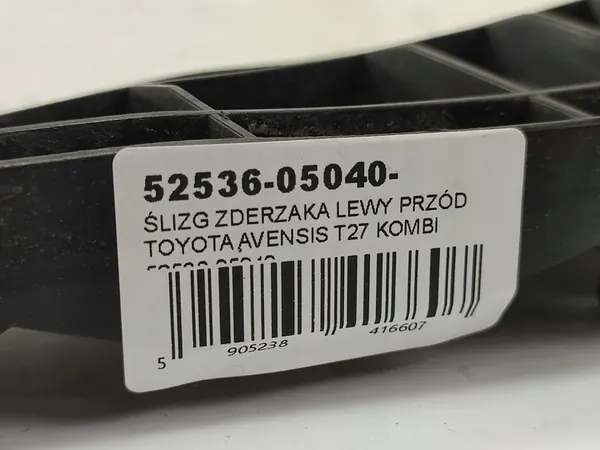 52536-05040-
ŚLIZG ZDERZAKA LEWY PRZÓD
TOYOTA AVENSIS T27 KOMBI
5 905238 416607